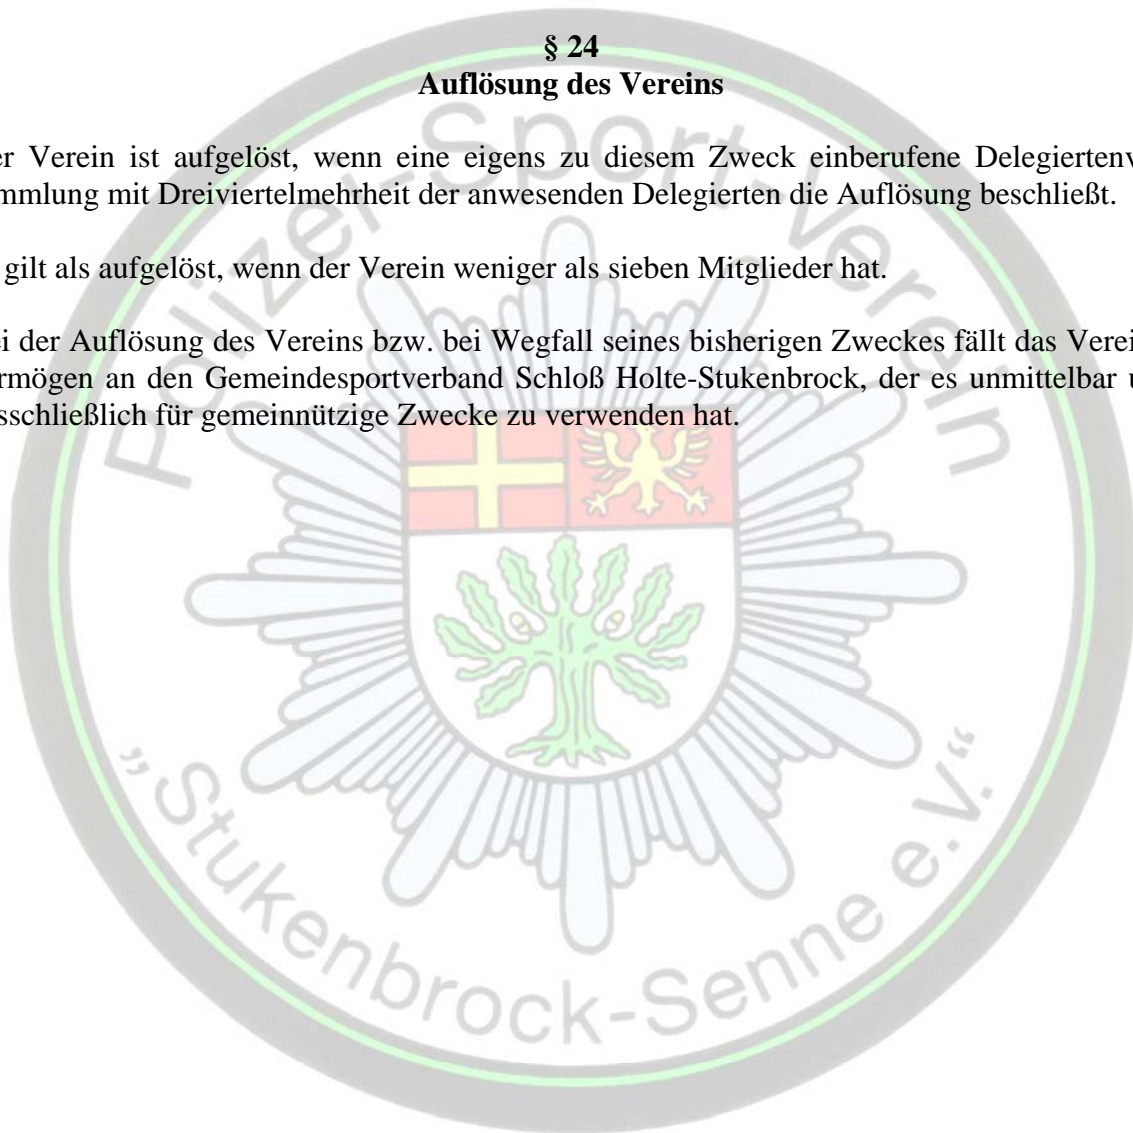 § 24
Auflösung des Vereins
er Verein ist aufgelöst, wenn eine eigens zu diesem Zweck einberufene Delegiertenv
mmlung mit Dreiviertelmehrheit der anwesenden Delegierten die Auflösung beschließt.
gilt als aufgelöst, wenn der Verein weniger als sieben Mitglieder hat.
ei der Auflösung des Vereins bzw. bei Wegfall seines bisherigen Zweckes fällt das Verei
ermögen an den Gemeindesportverband Schloß Holte-Stukenbrock, der es unmittelbar u
sschließlich für gemeinnützige Zwecke zu verwenden hat.
Polizei-Sport-Verein
„Stukenbrock-Senne e.V.“